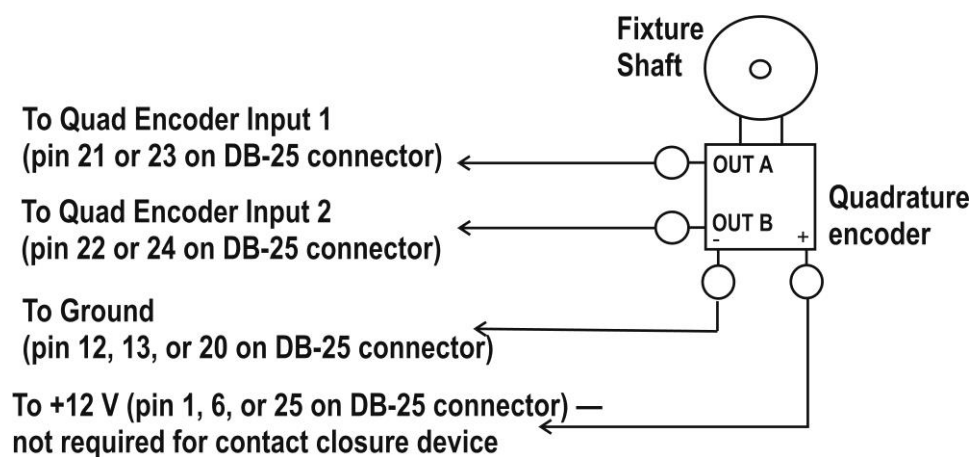 Fixture
Shaft
To Quad Encoder Input 1
(pin 21 or 23 on DB-25 connector)
OUT A
To Quad Encoder Input 2
(pin 22 or 24 on DB-25 connector)
OUT B
- +
Quadrature
encoder
To Ground
(pin 12, 13, or 20 on DB-25 connector)
To +12 V (pin 1, 6, or 25 on DB-25 connector) —
not required for contact closure device